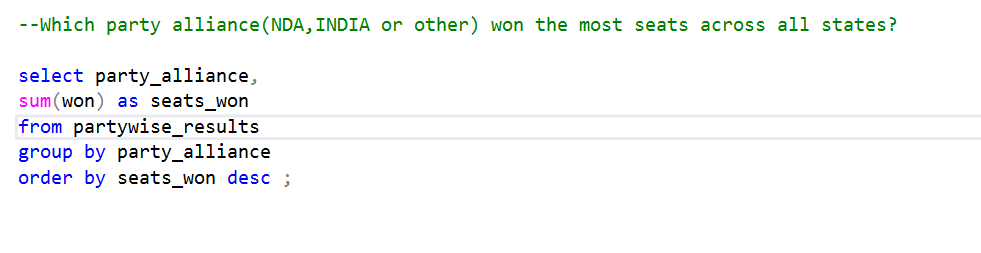 --Which party alliance(NDA,INDIA or other) won the most seats across all states?
select party_alliance,
sum(won) as seats_won
from partywise_results
group by party_alliance
order by seats_won desc ;